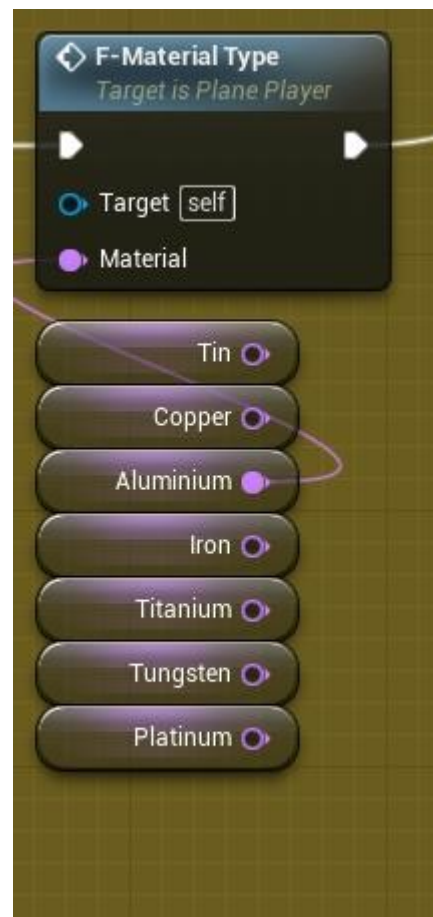 F-Material Type
Target is Plane Player
Target self
Material
Tin
Copper
Aluminium
Iron
Titanium
Tungsten
Platinum